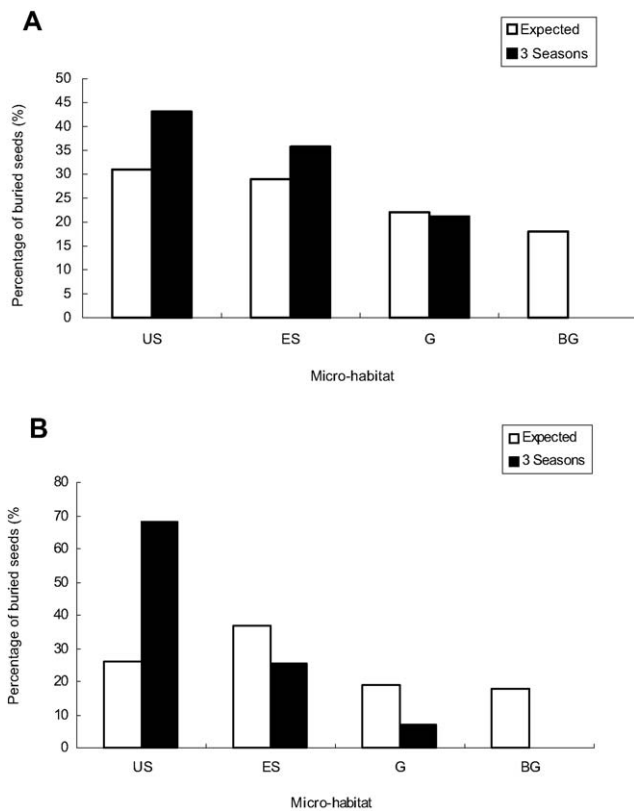 A
Expected
3 Seasons
Percentage of buried seeds (%)
50
45
40
35
30
25
20
15
10
5
0
US ES G BG
Micro-habitat
B
Expected
3 Seasons
Percentage of buried seeds (%
80
70
60
50
40
30
20
10
0
US ES G BG
Micro-habitat